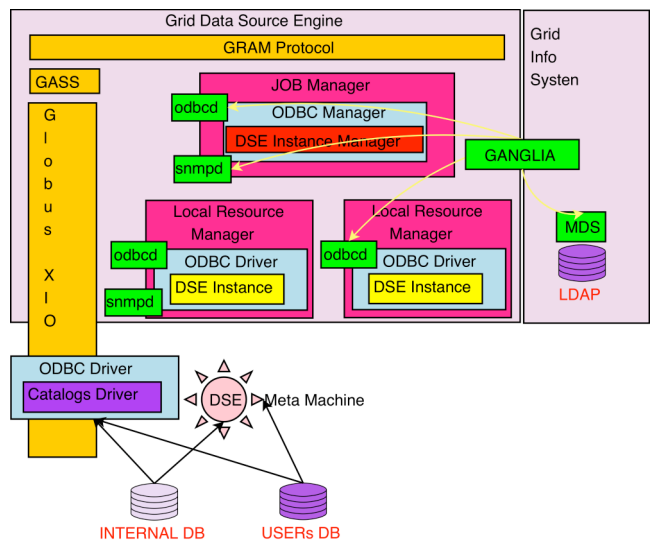 Grid Data Source Engine
GRAM Protocol
Grid
Info
Systen
GASS
JOB Manager
odbcd
ODBC Manager
DSE Instance Manager
snmpd
GANGLIA
Globus XIO
Local Resource
Manager
odbcd
ODBC Driver
DSE Instance
snmpd
Local Resource
Manager
odbcd
ODBC Driver
DSE Instance
MDS
LDAP
ODBC Driver
Catalogs Driver
DSE
Meta Machine
INTERNAL DB
USERs DB